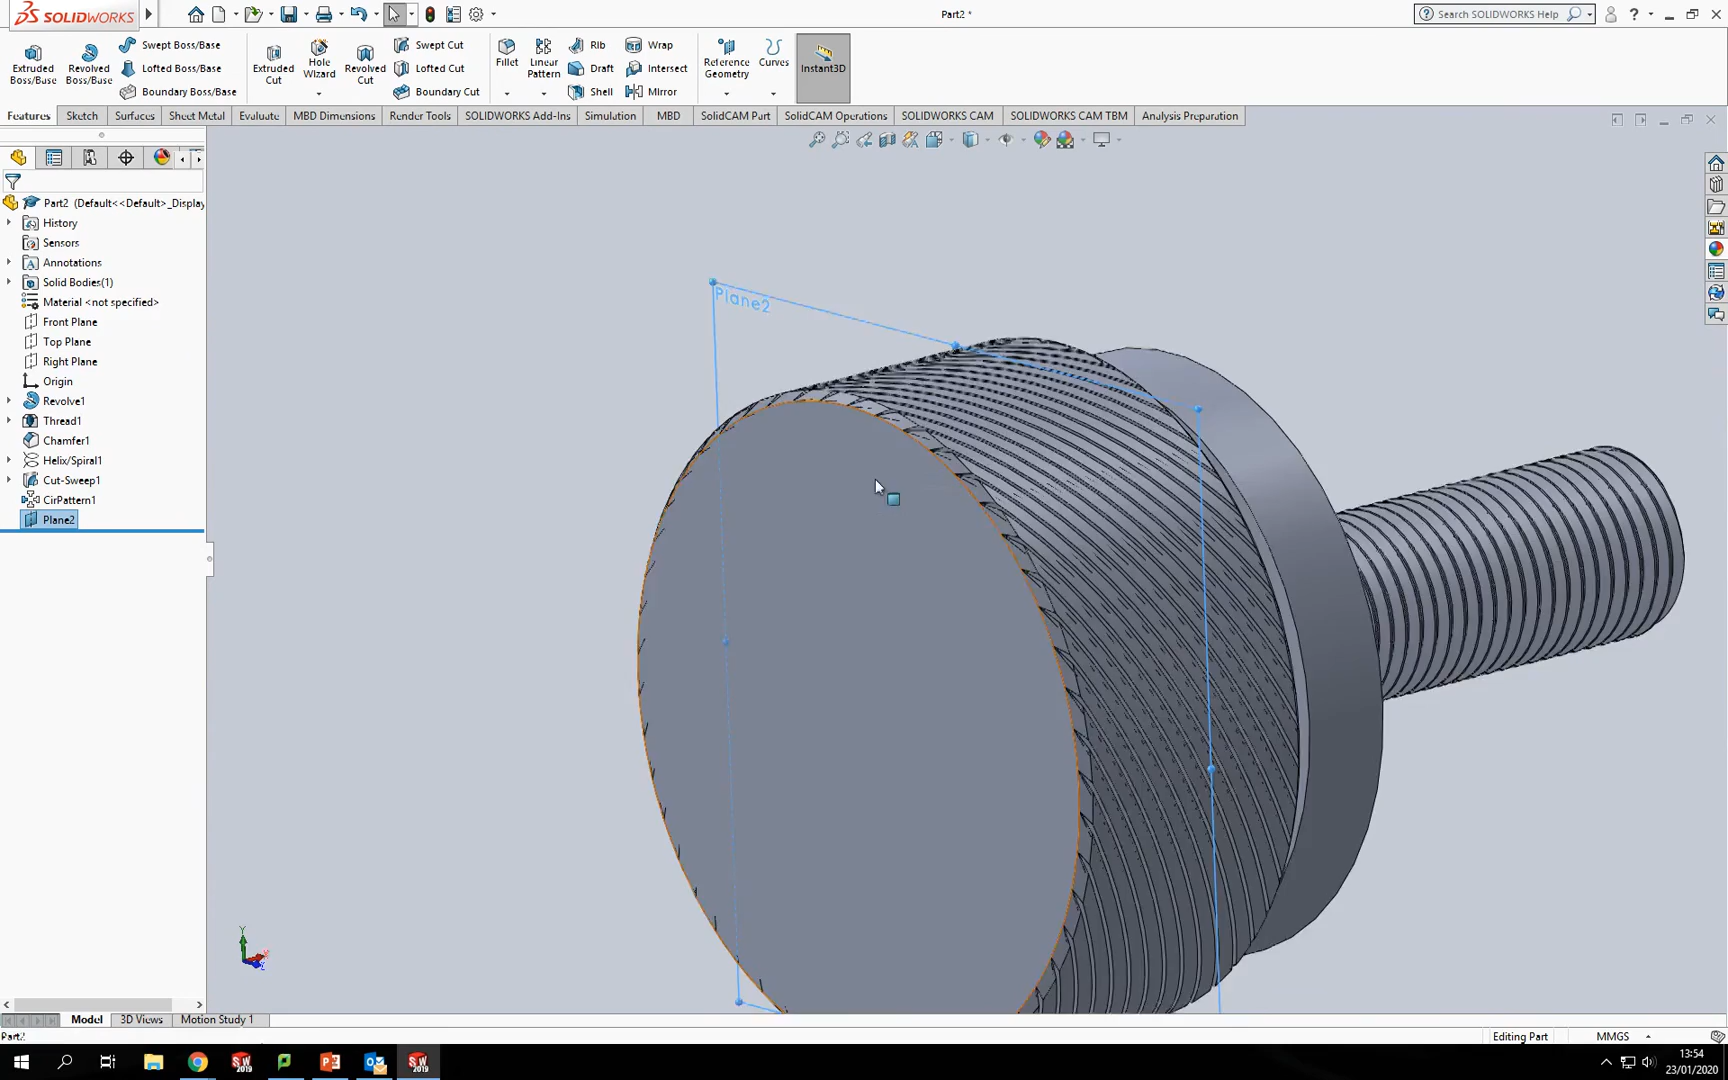 SOLIDWORKS
Part2 *
Search SOLIDWORKS Help
Extruded Boss/Base
Revolved Boss/Base
Swept Boss/Base
Lofted Boss/Base
Boundary Boss/Base
Extruded Cut
Hole Wizard
Revolved Cut
Swept Cut
Lofted Cut
Boundary Cut
Fillet
Linear Pattern
Rib
Draft
Shell
Wrap
Intersect
Mirror
Reference Geometry
Curves
Instant3D
Features
Sketch
Surfaces
Sheet Metal
Evaluate
MBD Dimensions
Render Tools
SOLIDWORKS Add-Ins
Simulation
MBD
SolidCAM Part
SolidCAM Operations
SOLIDWORKS CAM
SOLIDWORKS CAM TBM
Analysis Preparation
Part2 (Default<<Default>_Display
History
Sensors
Annotations
Solid Bodies(1)
Material <not specified>
Front Plane
Top Plane
Right Plane
Origin
Revolve1
Thread1
Chamfer1
Helix/Spiral1
Cut-Sweep1
CirPattern1
Plane2
Plane2
Y
Model
3D Views
Motion Study 1
Part2
Editing Part
MMGS
SW 2019
SW 2019
13:54
23/01/2020